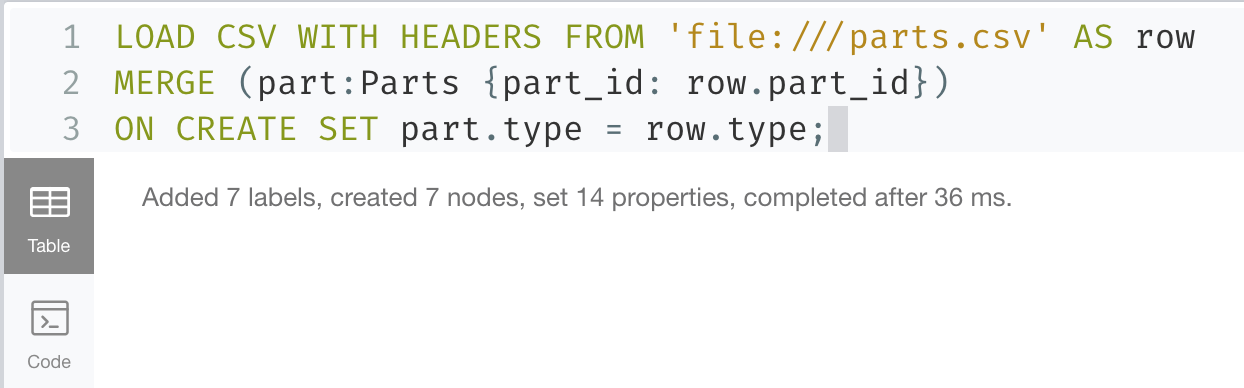 1 LOAD CSV WITH HEADERS FROM 'file:///parts.csv' AS row
2 MERGE (part:Parts {part_id: row.part_id})
3 ON CREATE SET part.type = row.type;
Added 7 labels, created 7 nodes, set 14 properties, completed after 36 ms.
Table
Code